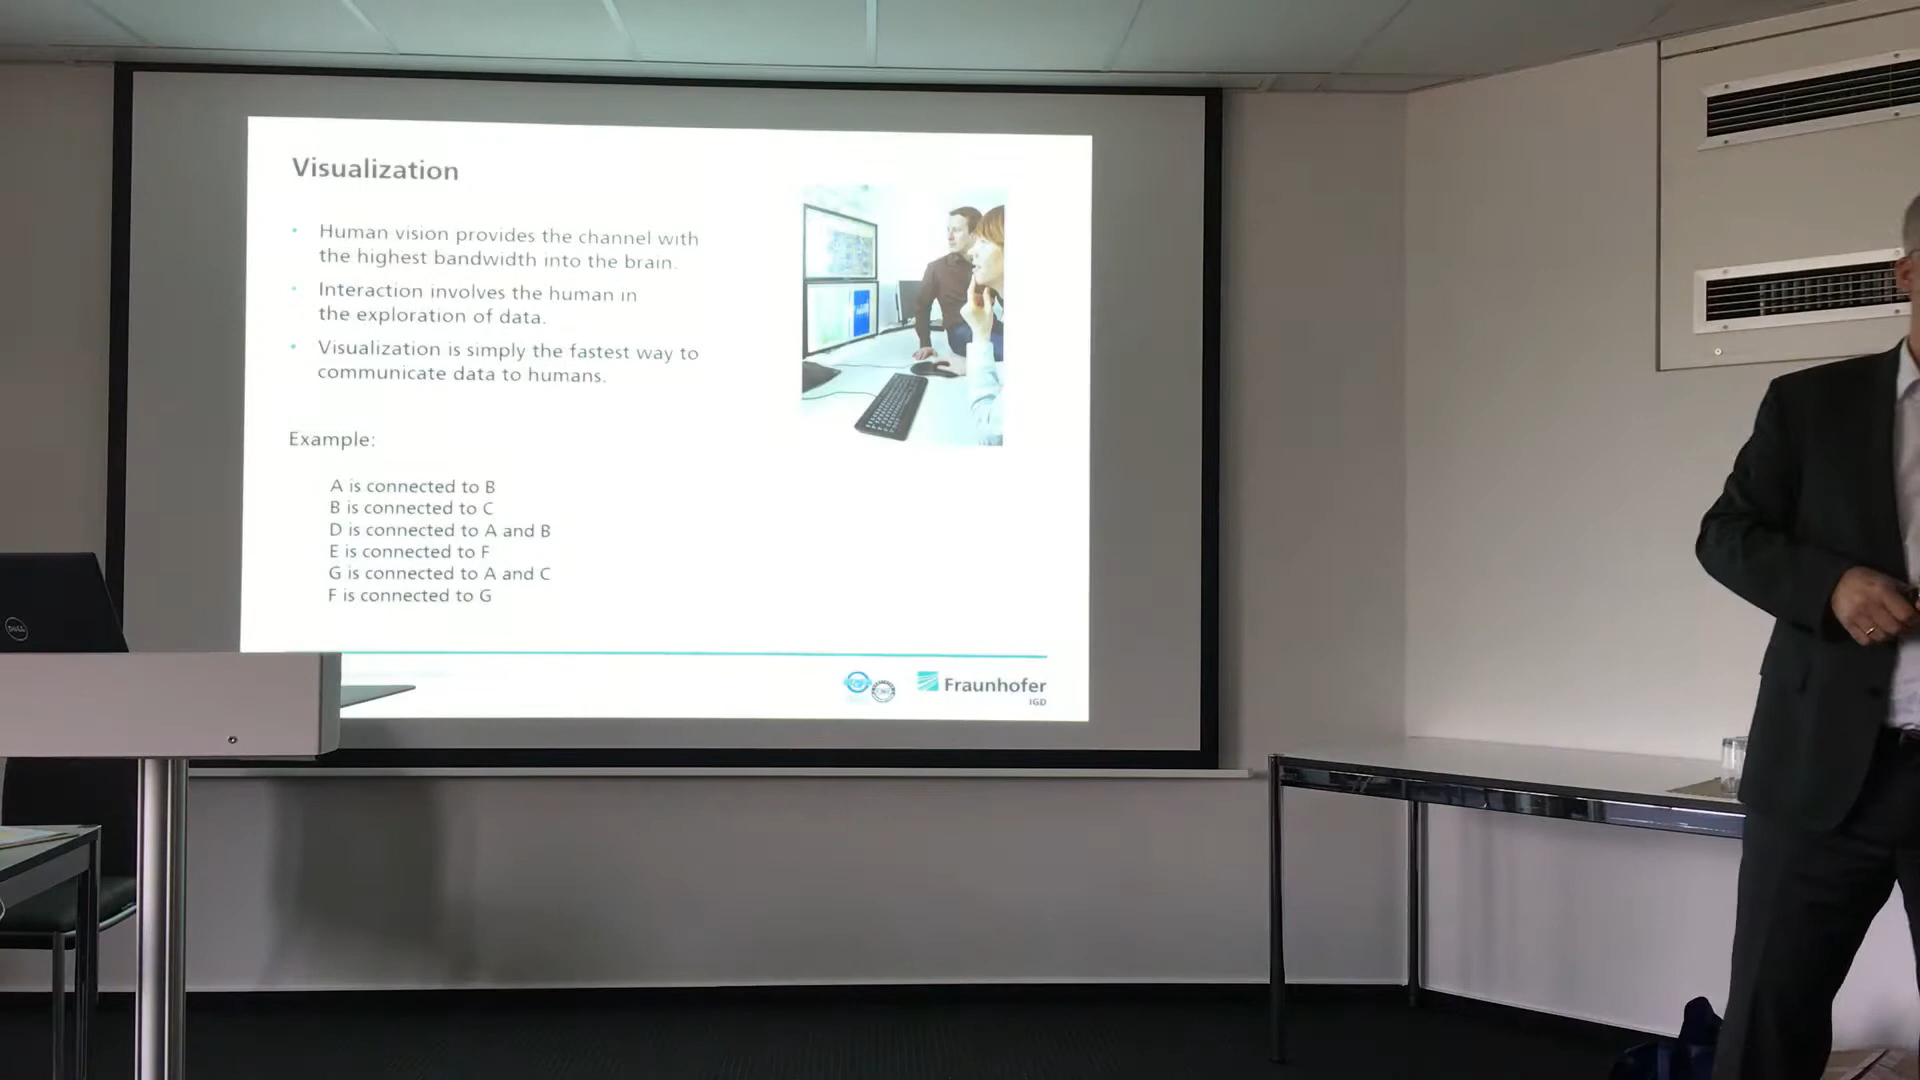 Visualization
• Human vision provides the channel with
the highest bandwidth into the brain.
• Interaction involves the human in
the exploration of data.
• Visualization is simply the fastest way to
communicate data to humans.
Example:
A is connected to B
B is connected to C
D is connected to A and B
E is connected to F
G is connected to A and C
F is connected to G
Fraunhofer
IGD
DELL